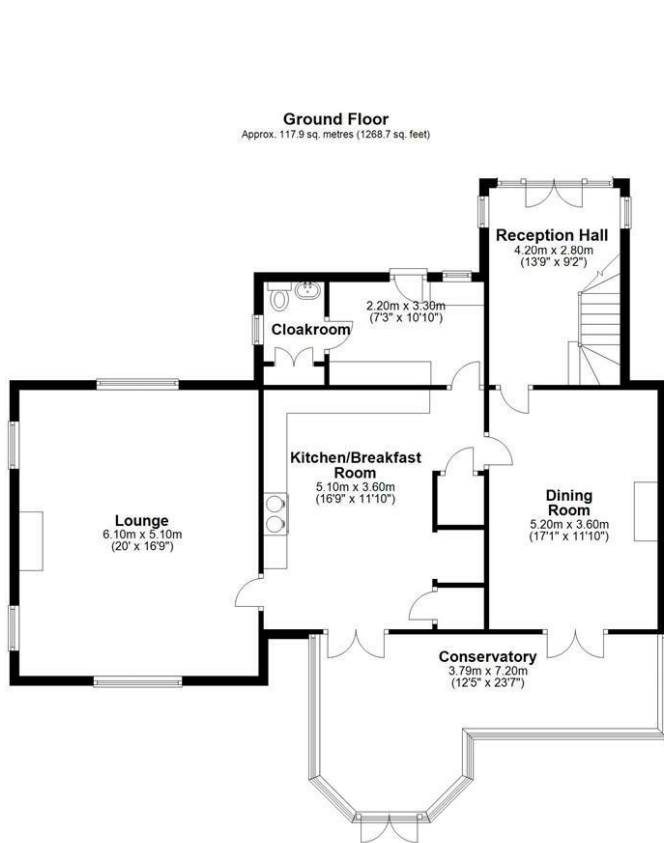 Ground Floor
Approx. 117.9 sq. metres (1268.7 sq. feet)
Reception Hall
4.20m x 2.80m
(13'9" x 9'2")
2.20m x 3.30m
(7'3" x 10'10")
Cloakroom
Kitchen/Breakfast
Room
5.10m x 3.60m
(16'9" x 11'10")
Lounge
6.10m x 5.10m
(20' x 16'9")
Dining
Room
5.20m x 3.60m
(17'1" x 11'10")
Conservatory
3.79m x 7.20m
(12'5" x 23'7")